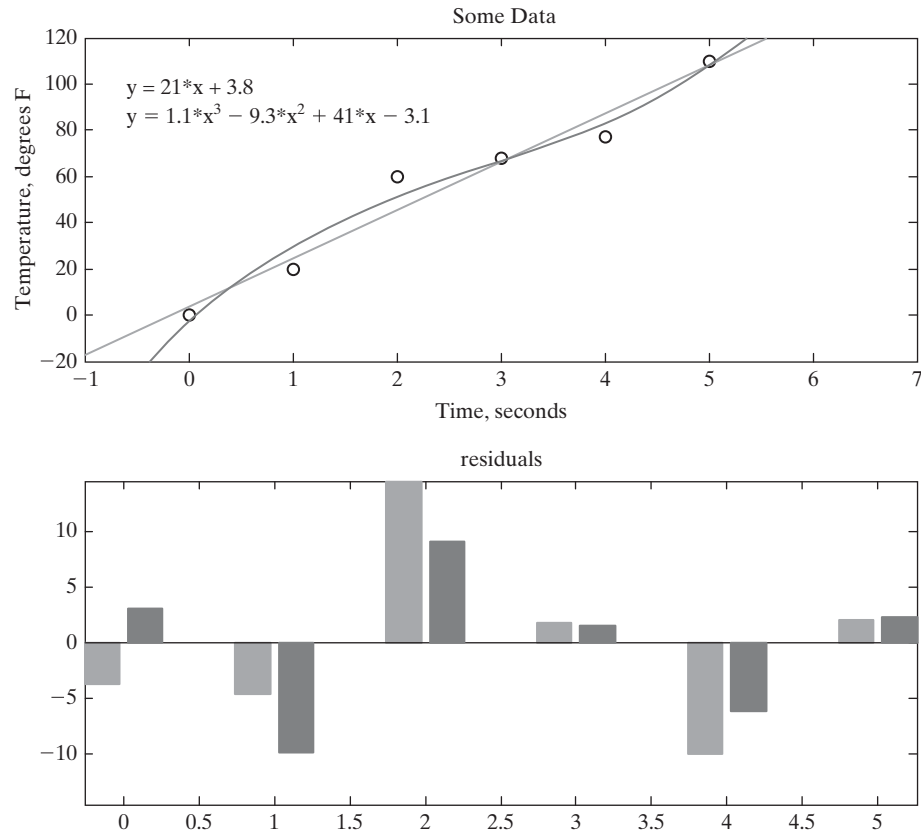 Some Data
120
100
80
60
40
20
0
−20
Temperature, degrees F
y = 21*x + 3.8
y = 1.1*x³ − 9.3*x² + 41*x − 3.1
−1 0 1 2 3 4 5 6 7
Time, seconds
residuals
10
5
0
−5
−10
0 0.5 1 1.5 2 2.5 3 3.5 4 4.5 5